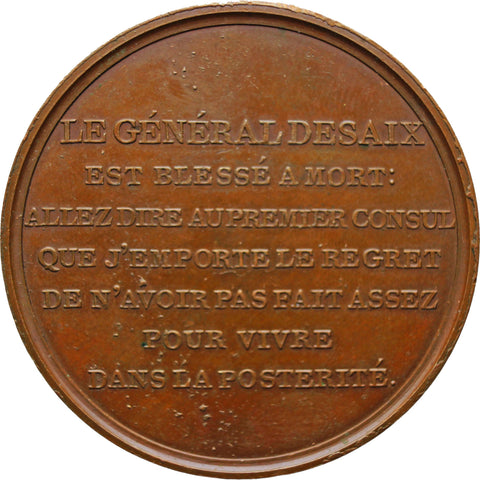 LE GÉNÉRAL DESAIX
EST BLESSÉ A MORT:
ALLEZ DIRE AU PREMIER CONSUL
QUE J'EMPORTE LE REGRET
DE N'AVOIR PAS FAIT ASSEZ
POUR VIVRE
DANS LA POSTERITÉ.